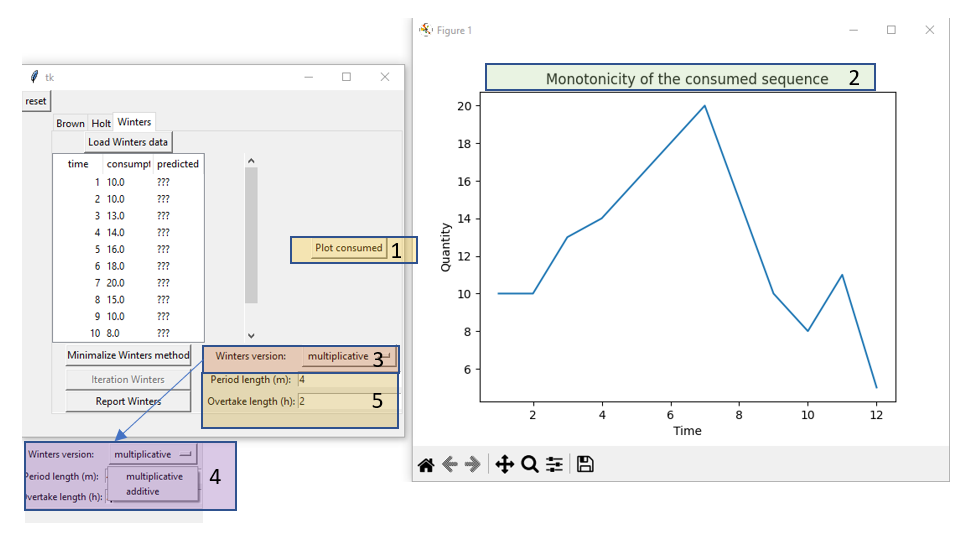 Figure 1
tk
reset
Brown Holt Winters
Load Winters data
time consumpt predicted
1 10.0 ???
2 10.0 ???
3 13.0 ???
4 14.0 ???
5 16.0 ???
6 18.0 ???
7 20.0 ???
8 15.0 ???
9 10.0 ???
10 8.0 ???
Plot consumed 1
Minimalize Winters method
Iteration Winters
Report Winters
Winters version: multiplicative 3
Period length (m): 4
Overtake length (h): 2
5
Winters version: multiplicative
Period length (m):
vertake length (h):
multiplicative
additive
4
Monotonicity of the consumed sequence 2
Quantity
20
18
16
14
12
10
8
6
2 4 6 8 10 12
Time